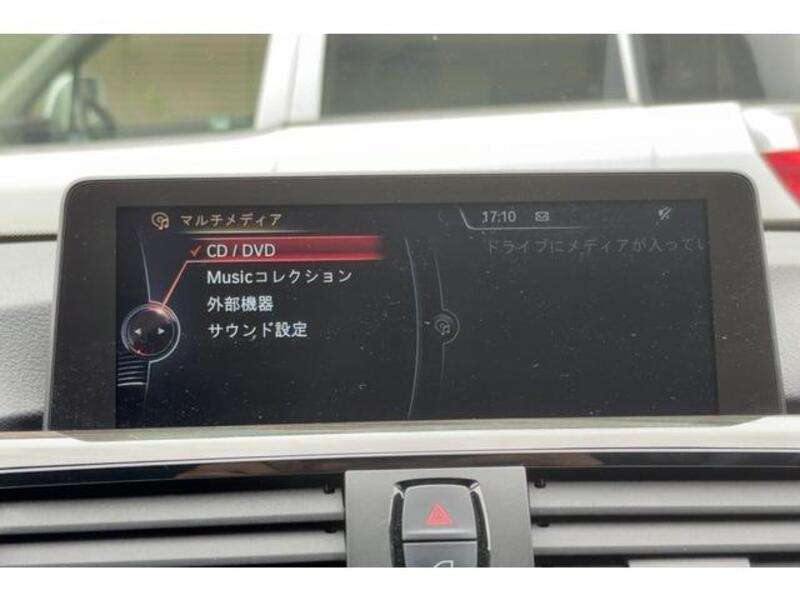 マルチメディア
17:10
CD / DVD
ドライブにメディアが入ってい
Musicコレクション
外部機器
サウンド設定